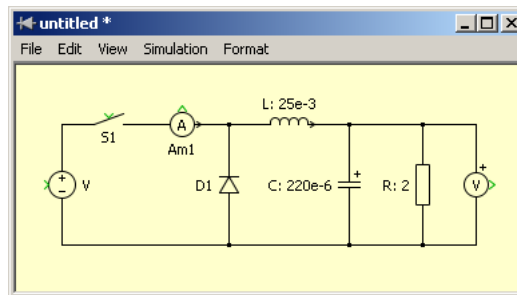 untitled *
File Edit View Simulation Format
L: 25e-3
S1
A
Am1
V
D1
C: 220e-6
R: 2
V